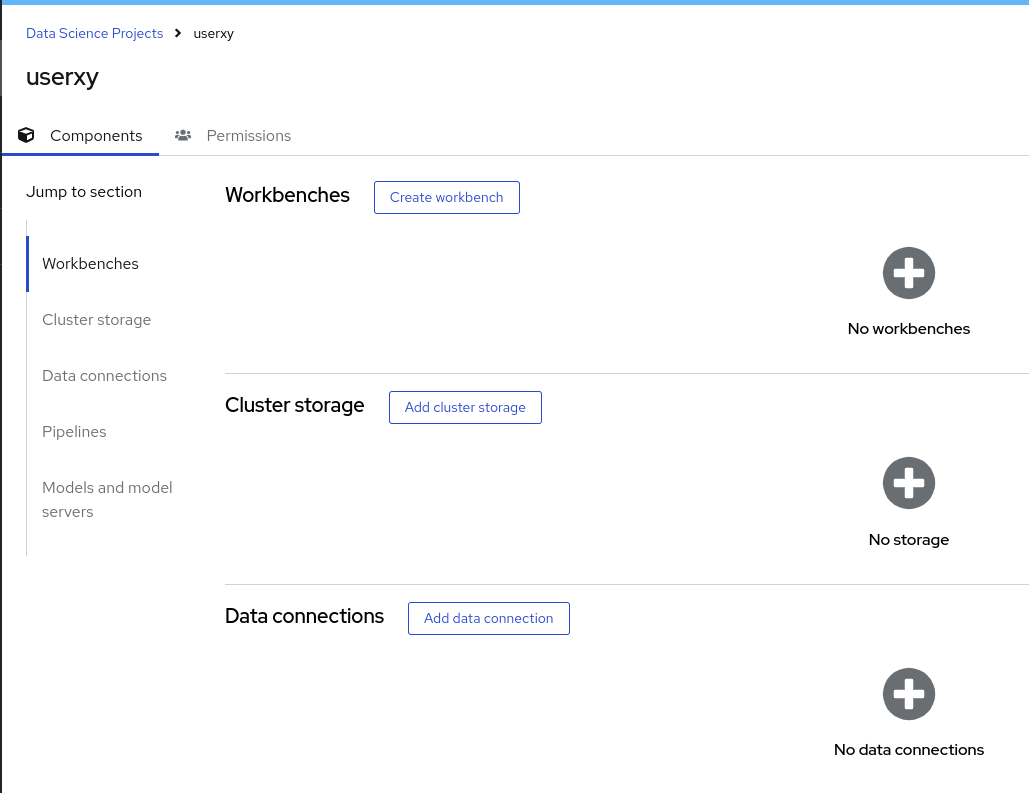 Data Science Projects > userxy
userxy
Components Permissions
Jump to section
Workbenches
Cluster storage
Data connections
Pipelines
Models and model
servers
Workbenches Create workbench
No workbenches
Cluster storage Add cluster storage
No storage
Data connections Add data connection
No data connections